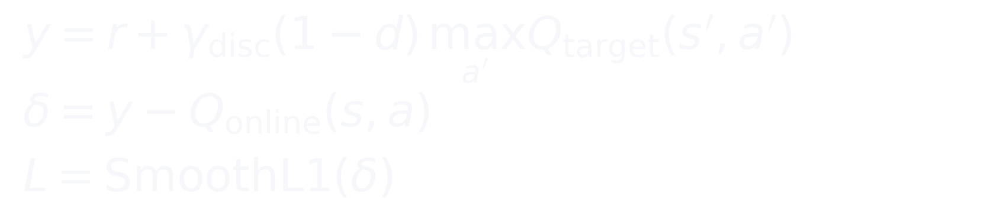 y = r + γ_disc(1 − d) max_a′ Q_target(s′, a′)
δ = y − Q_online(s, a)
L = SmoothL1(δ)